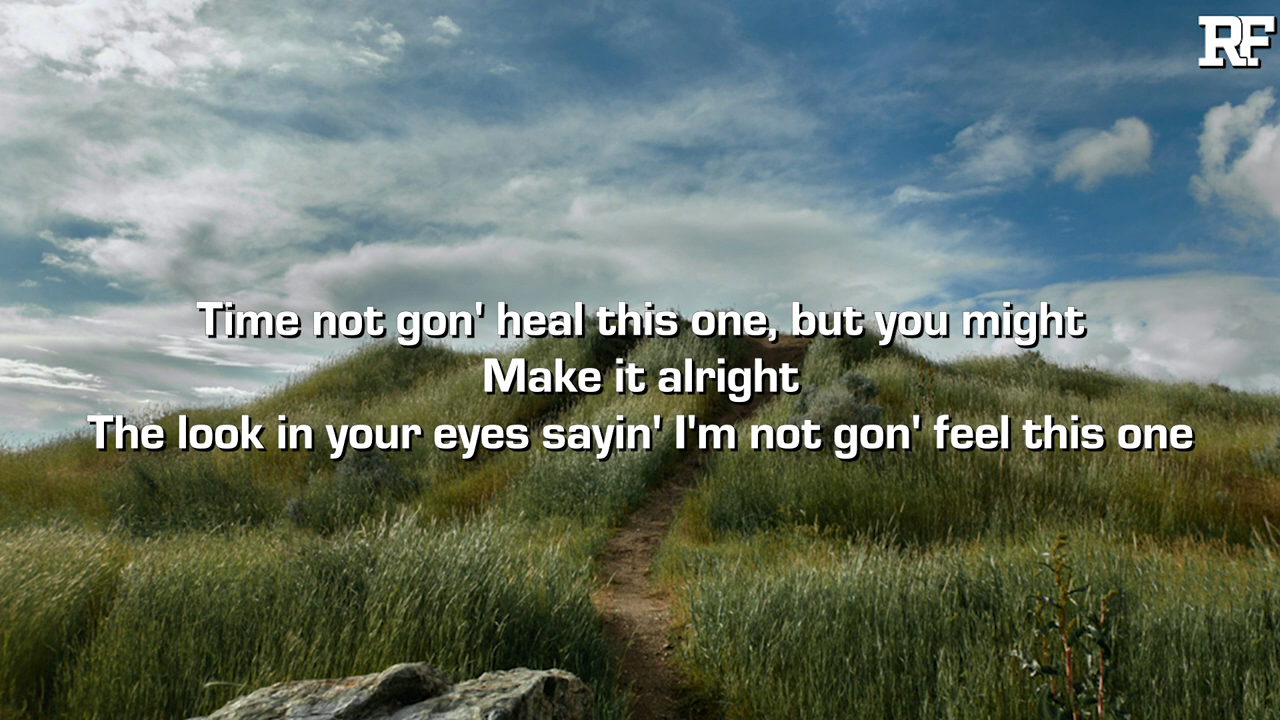 RF
Time not gon' heal this one, but you might
Make it alright
The look in your eyes sayin' I'm not gon' feel this one